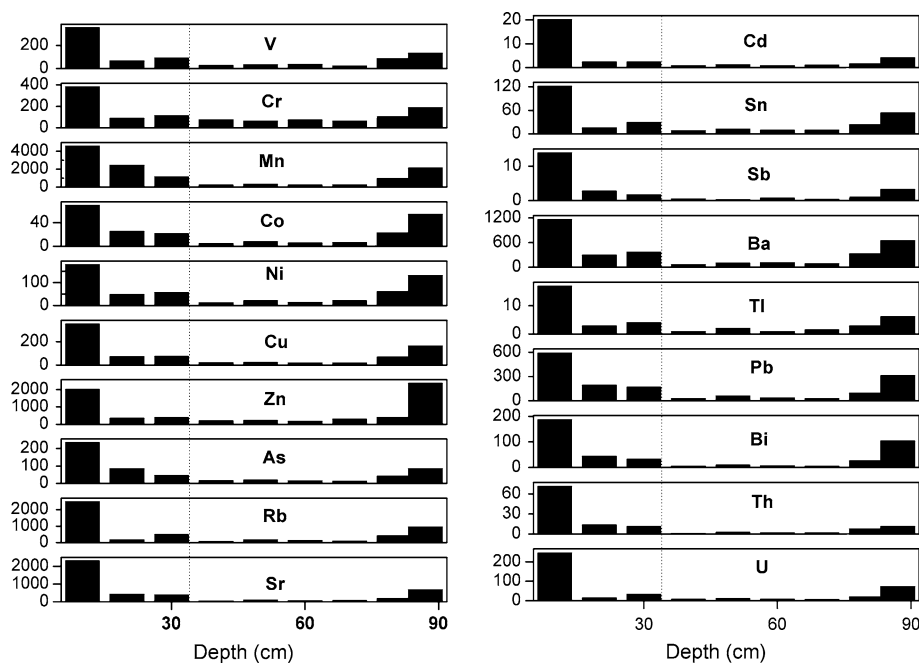 200
0
V
400
200
0
Cr
4000
2000
0
Mn
40
0
Co
100
0
Ni
200
0
Cu
2000
1000
0
Zn
200
100
0
As
2000
1000
0
Rb
2000
1000
0
Sr
30 60 90
Depth (cm)
20
10
0
Cd
120
60
0
Sn
10
0
Sb
1200
600
0
Ba
10
0
Tl
600
300
0
Pb
200
100
0
Bi
60
30
0
Th
200
100
0
U
30 60 90
Depth (cm)